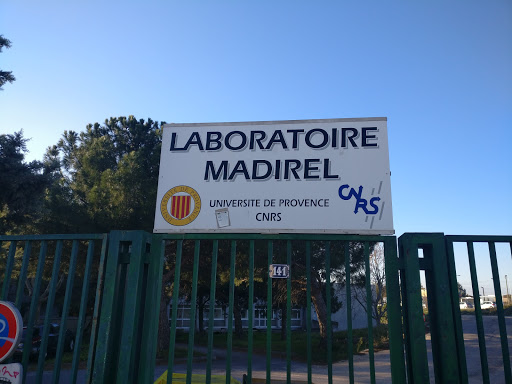 LABORATOIRE
MADIREL
UNIVERSITE DE PROVENCE
CNRS
CNRS
141